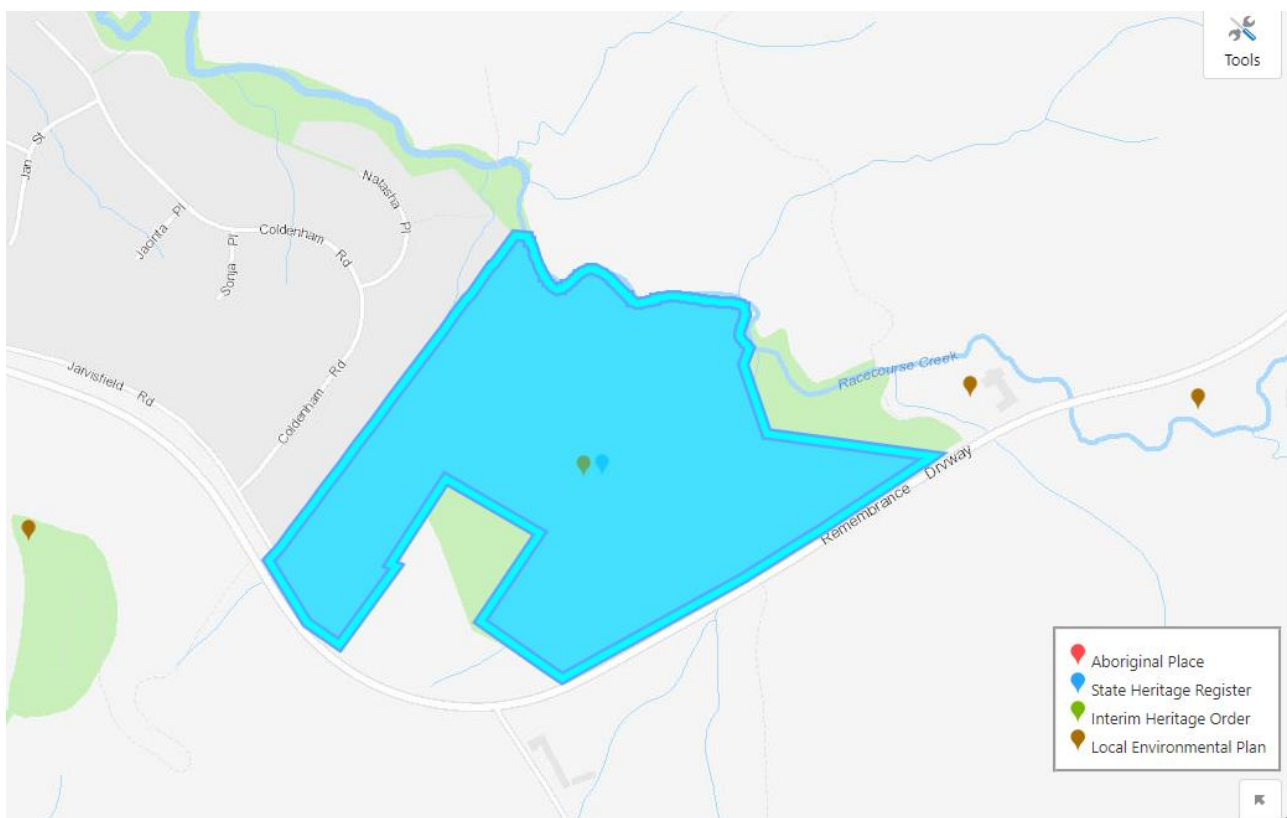 Tools
Jan St
Natasha Pl
Jacinta Pl
Coldenham Rd
Sonja Pl
Jarvisfield Rd
Coldenham Rd
Racecourse Creek
Remembrance Drvway
Aboriginal Place
State Heritage Register
Interim Heritage Order
Local Environmental Plan